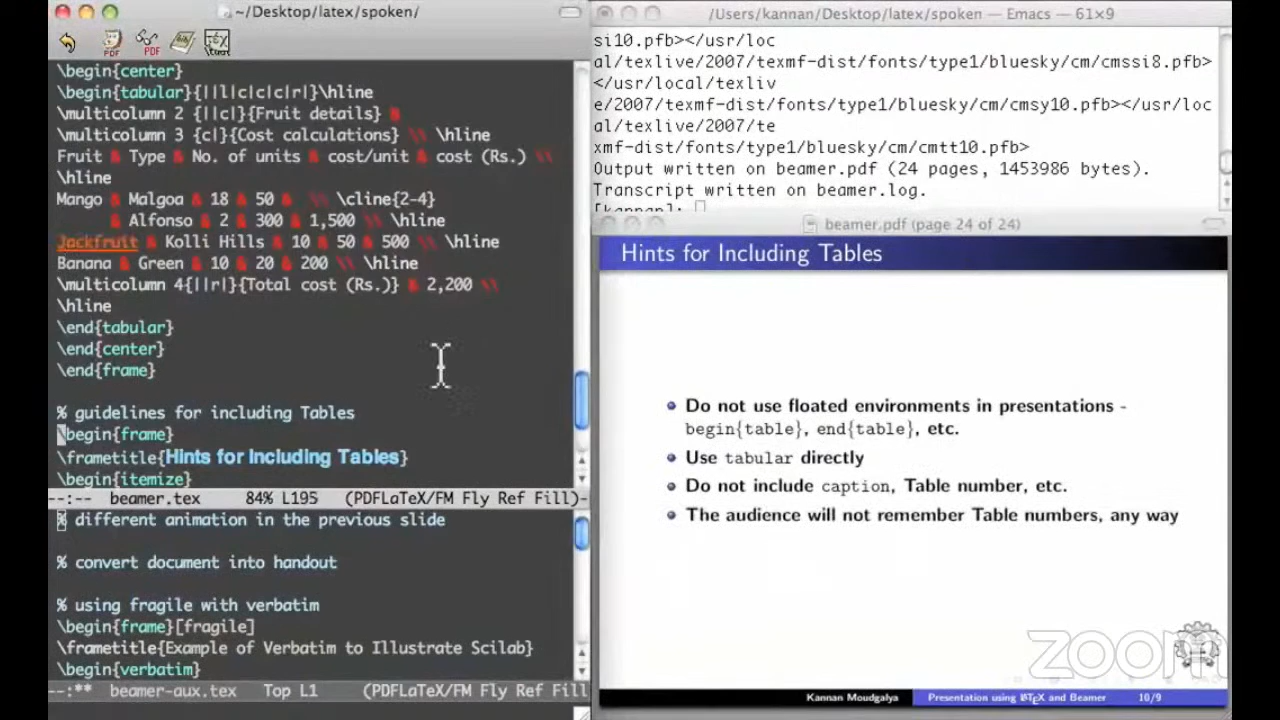 ~/Desktop/latex/spoken/
\begin{center}
\begin{tabular}{||l|c|c|c|r|}\hline
\multicolumn 2 {||c|}{Fruit details} &
\multicolumn 3 {c|}{Cost calculations} \\ \hline
Fruit & Type & No. of units & cost/unit & cost (Rs.) \\
\hline
Mango & Malgoa & 18 & 50 & \\ \cline{2-4}
& Alfonso & 2 & 300 & 1,500 \\ \hline
Jackfruit & Kolli Hills & 10 & 50 & 500 \\ \hline
Banana & Green & 10 & 20 & 200 \\ \hline
\multicolumn 4{||r|}{Total cost (Rs.)} & 2,200 \\
\hline
\end{tabular}
\end{center}
\end{frame}
% guidelines for including Tables
\begin{frame}
\frametitle{Hints for Including Tables}
\begin{itemize}
--:-- beamer.tex 84% L195 (PDFLaTeX/FM Fly Ref Fill)-
% different animation in the previous slide
% convert document into handout
% using fragile with verbatim
\begin{frame}[fragile]
\frametitle{Example of Verbatim to Illustrate Scilab}
\begin{verbatim}
--:** beamer-aux.tex Top L1 (PDFLaTeX/FM Fly Ref Fill
/Users/kannan/Desktop/latex/spoken — Emacs — 61×9
si10.pfb></usr/loc
al/texlive/2007/texmf-dist/fonts/type1/bluesky/cm/cmssi8.pfb>
</usr/local/texliv
e/2007/texmf-dist/fonts/type1/bluesky/cm/cmsy10.pfb></usr/loc
al/texlive/2007/te
xmf-dist/fonts/type1/bluesky/cm/cmtt10.pfb>
Output written on beamer.pdf (24 pages, 1453986 bytes).
Transcript written on beamer.log.
[kannan]:
beamer.pdf (page 24 of 24)
Hints for Including Tables
Do not use floated environments in presentations -
begin{table}, end{table}, etc.
Use tabular directly
Do not include caption, Table number, etc.
The audience will not remember Table numbers, any way
zoom
Kannan Moudgalya Presentation using LaTeX and Beamer 10/9